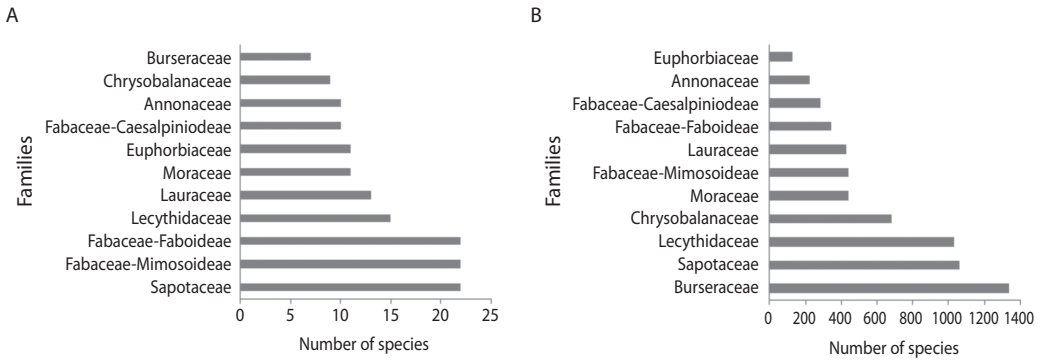 A
Families
Burseraceae
Chrysobalanaceae
Annonaceae
Fabaceae-Caesalpiniodeae
Euphorbiaceae
Moraceae
Lauraceae
Lecythidaceae
Fabaceae-Faboideae
Fabaceae-Mimosoideae
Sapotaceae
0 5 10 15 20 25
Number of species
B
Families
Euphorbiaceae
Annonaceae
Fabaceae-Caesalpiniodeae
Fabaceae-Faboideae
Lauraceae
Fabaceae-Mimosoideae
Moraceae
Chrysobalanaceae
Lecythidaceae
Sapotaceae
Burseraceae
0 200 400 600 800 1000 1200 1400
Number of species